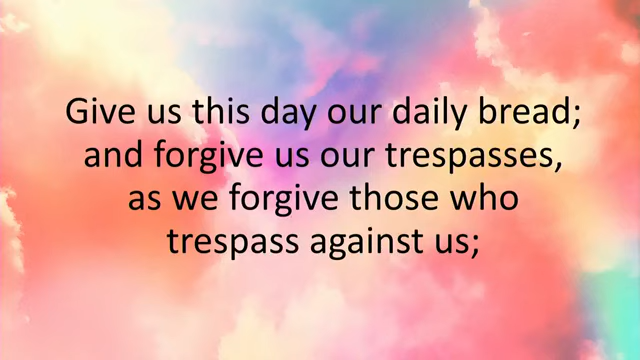 Give us this day our daily bread;
and forgive us our trespasses,
as we forgive those who
trespass against us;